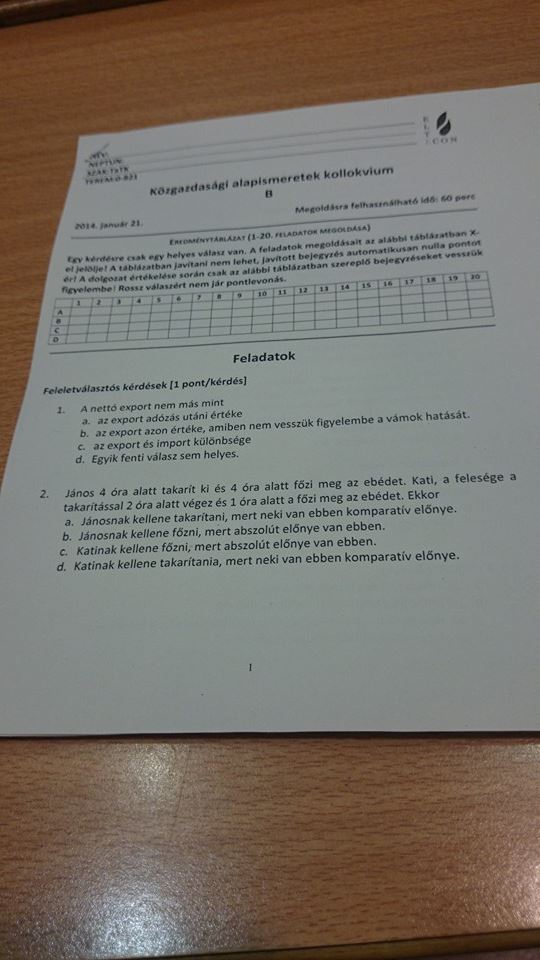 NÉV:
NEPTUN:
SZAK:TÁTK
TEREM:0-821
ELTECON
Közgazdasági alapismeretek kollokvium
B
2014. január 21.
Megoldásra felhasználható idő: 60 perc
EREDMÉNYTÁBLÁZAT (1-20. FELADATOK MEGOLDÁSA)
Egy kérdésre csak egy helyes válasz van. A feladatok megoldásait az alábbi táblázatban X-
el jelölje! A táblázatban javítani nem lehet, javított bejegyzés automatikusan nulla pontot
ér! A dolgozat értékelése során csak az alábbi táblázatban szereplő bejegyzéseket vesszük
figyelembe! Rossz válaszért nem jár pontlevonás.
1 2 3 4 5 6 7 8 9 10 11 12 13 14 15 16 17 18 19 20
A
B
C
D
Feladatok
Feleletválasztós kérdések [1 pont/kérdés]
1. A nettó export nem más mint
a. az export adózás utáni értéke
b. az export azon értéke, amiben nem vesszük figyelembe a vámok hatását.
c. az export és import különbsége
d. Egyik fenti válasz sem helyes.
2. János 4 óra alatt takarít ki és 4 óra alatt főzi meg az ebédet. Kati, a felesége a
takarítással 2 óra alatt végez és 1 óra alatt a főzi meg az ebédet. Ekkor
a. Jánosnak kellene takarítani, mert neki van ebben komparatív előnye.
b. Jánosnak kellene főzni, mert abszolút előnye van ebben.
c. Katinak kellene főzni, mert abszolút előnye van ebben.
d. Katinak kellene takarítania, mert neki van ebben komparatív előnye.
I